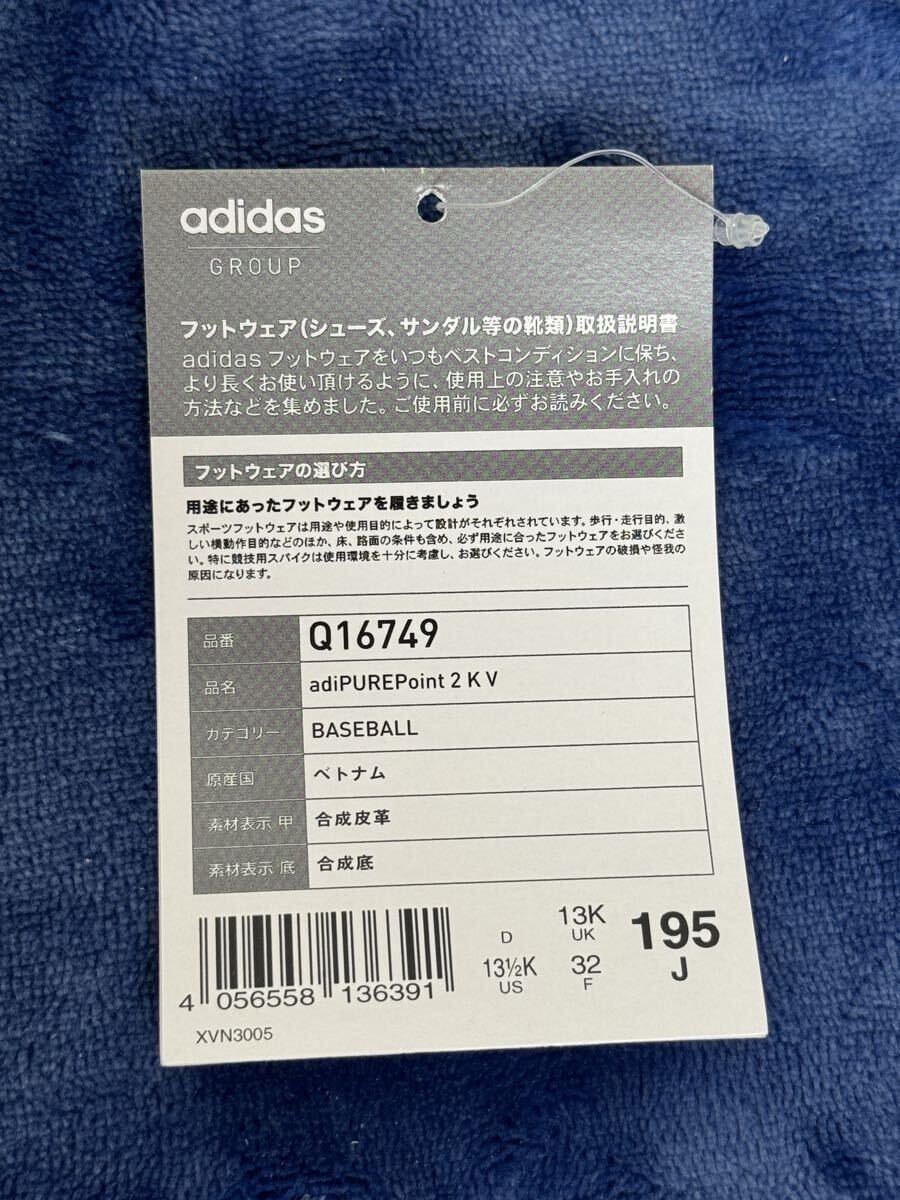 adidas
GROUP
フットウェア(シューズ、サンダル等の靴類)取扱説明書
adidas フットウェアをいつもベストコンディションに保ち、
より長くお使い頂けるように、使用上の注意やお手入れの
方法などを集めました。ご使用前に必ずお読みください。
フットウェアの選び方
用途にあったフットウェアを履きましょう
スポーツフットウェアは用途や使用目的によって設計がそれぞれされています。歩行・走行目的、激
しい横動作目的などのほか、床、路面の条件も含め、必ず用途に合ったフットウェアをお選びくださ
い。特に競技用スパイクは使用環境を十分に考慮し、お選びください。フットウェアの破損や怪我の
原因になります。
品番 Q16749
品名 adiPUREPoint 2 K V
カテゴリー BASEBALL
原産国 ベトナム
素材表示 甲 合成皮革
素材表示 底 合成底
D 13K UK 195 J
13½K US 32 F
4 056558 136391
XVN3005